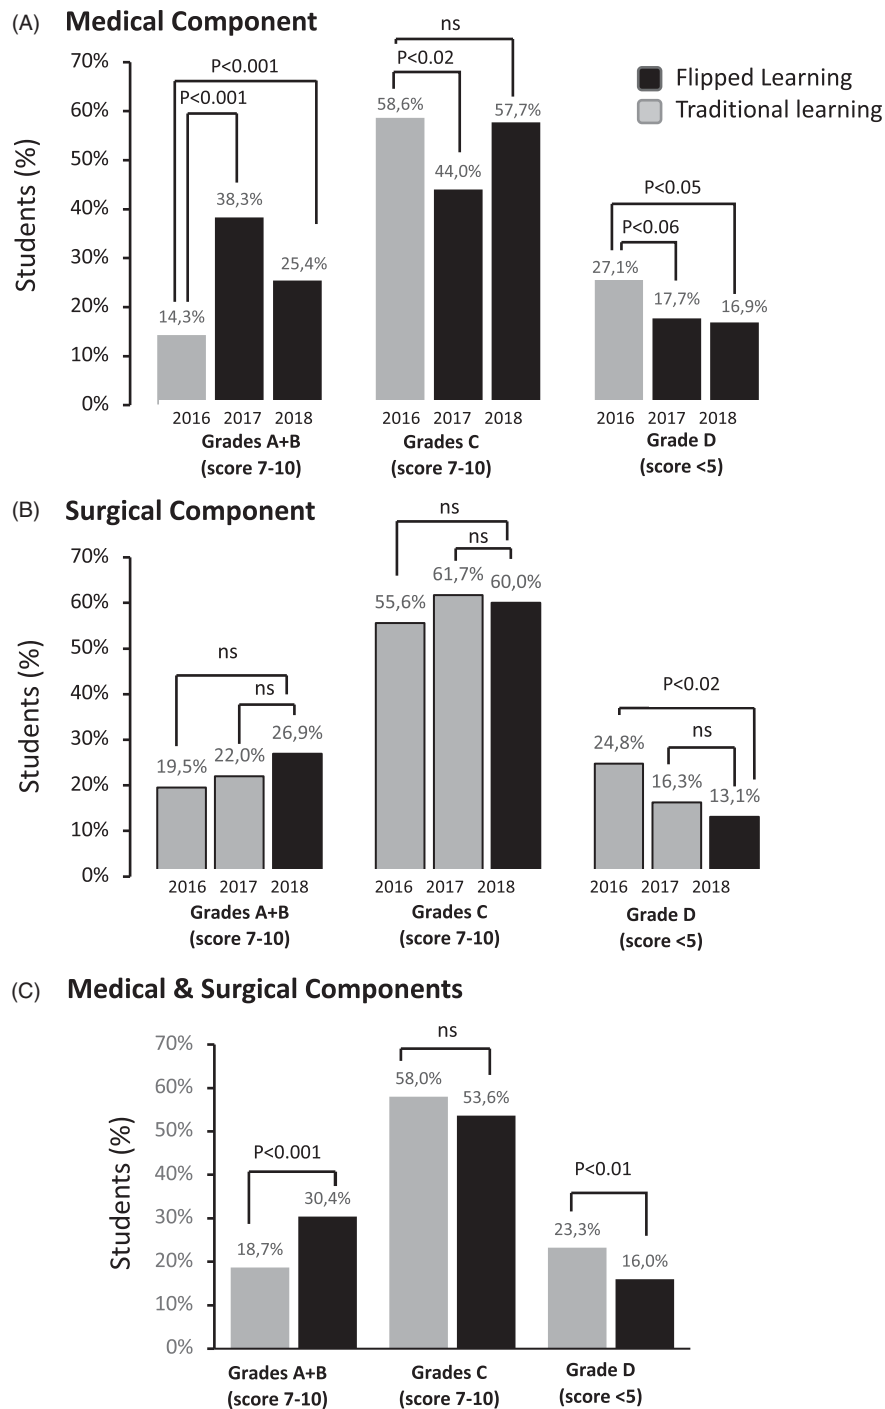 (A) Medical Component
ns
70%
P<0.001
P<0.02
P<0.001
Flipped Learning
Traditional learning
60%
58,6%
57,7%
50%
44,0%
40%
38,3%
P<0.05
P<0.06
30%
25,4%
27,1%
20%
14,3%
17,7%
16,9%
10%
0%
Students (%)
2016 2017 2018
2016 2017 2018
2016 2017 2018
Grades A+B
(score 7-10)
Grades C
(score 7-10)
Grade D
(score <5)
(B) Surgical Component
ns
ns
70%
61,7%
60,0%
60%
55,6%
50%
ns
ns
40%
P<0.02
ns
30%
26,9%
22,0%
19,5%
24,8%
16,3%
13,1%
20%
10%
0%
Students (%)
2016 2017 2018
2016 2017 2018
2016 2017 2018
Grades A+B
(score 7-10)
Grades C
(score 7-10)
Grade D
(score <5)
(C) Medical & Surgical Components
ns
70%
58,0%
53,6%
60%
50%
P<0.001
P<0.01
40%
30,4%
30%
18,7%
23,3%
16,0%
20%
10%
0%
Students (%)
Grades A+B
(score 7-10)
Grades C
(score 7-10)
Grade D
(score <5)